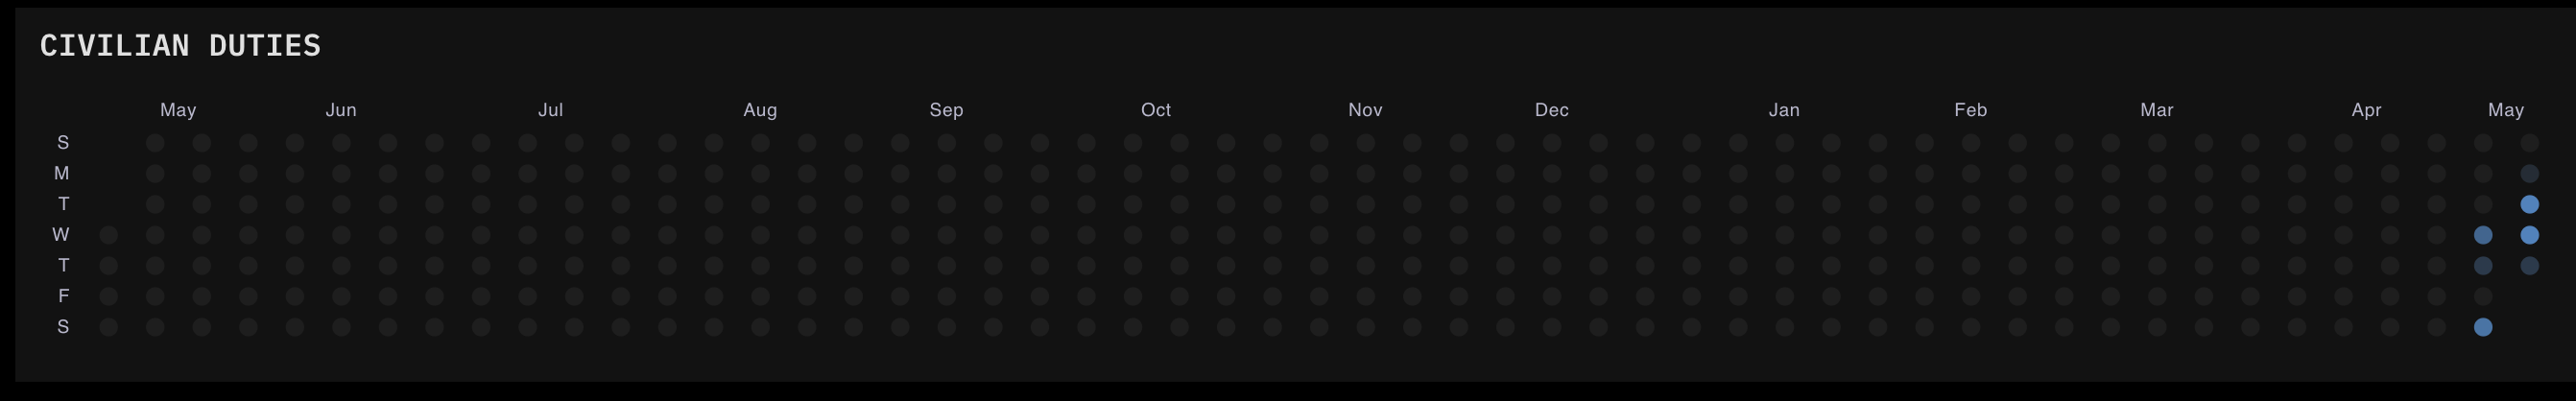 CIVILIAN DUTIES
May Jun Jul Aug Sep Oct Nov Dec Jan Feb Mar Apr May
S
M
T
W
T
F
S